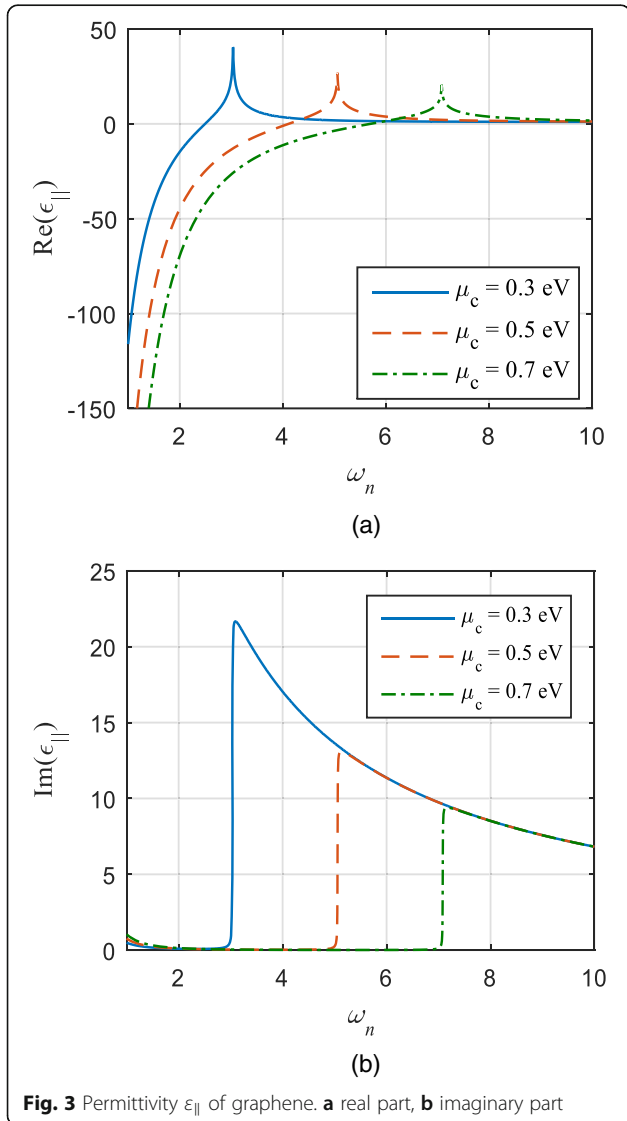 50
0
-50
-100
-150
Re(ϵ||)
μc = 0.3 eV
μc = 0.5 eV
μc = 0.7 eV
2 4 6 8 10
ωn
(a)
25
20
15
10
5
0
Im(ϵ||)
μc = 0.3 eV
μc = 0.5 eV
μc = 0.7 eV
2 4 6 8 10
ωn
(b)
Fig. 3 Permittivity ε|| of graphene. a real part, b imaginary part